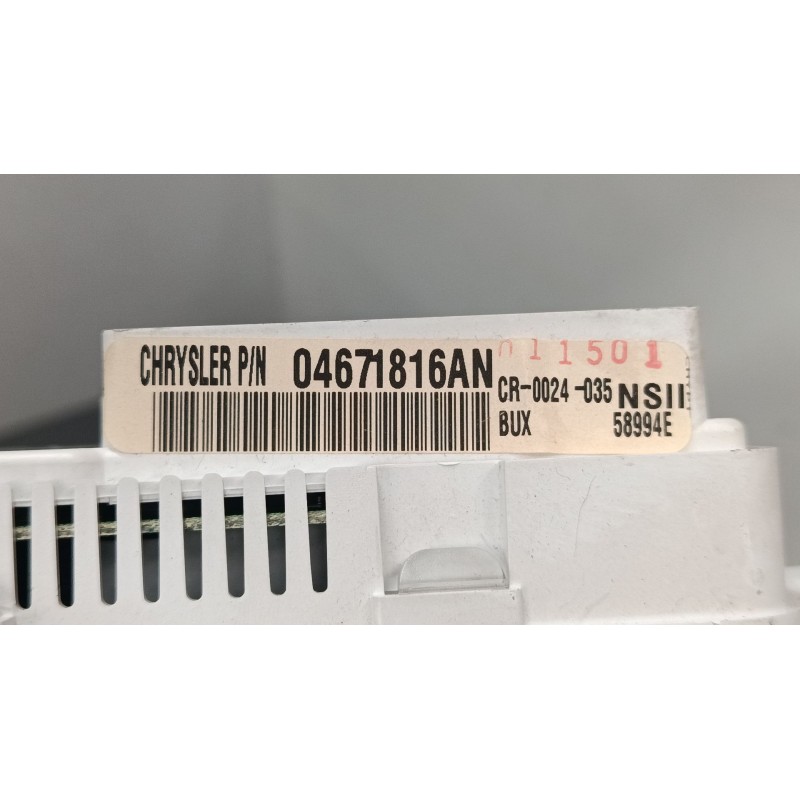 CHRYSLER P/N 04671816AN
011501
CR-0024-035 NSII
BUX 58994E